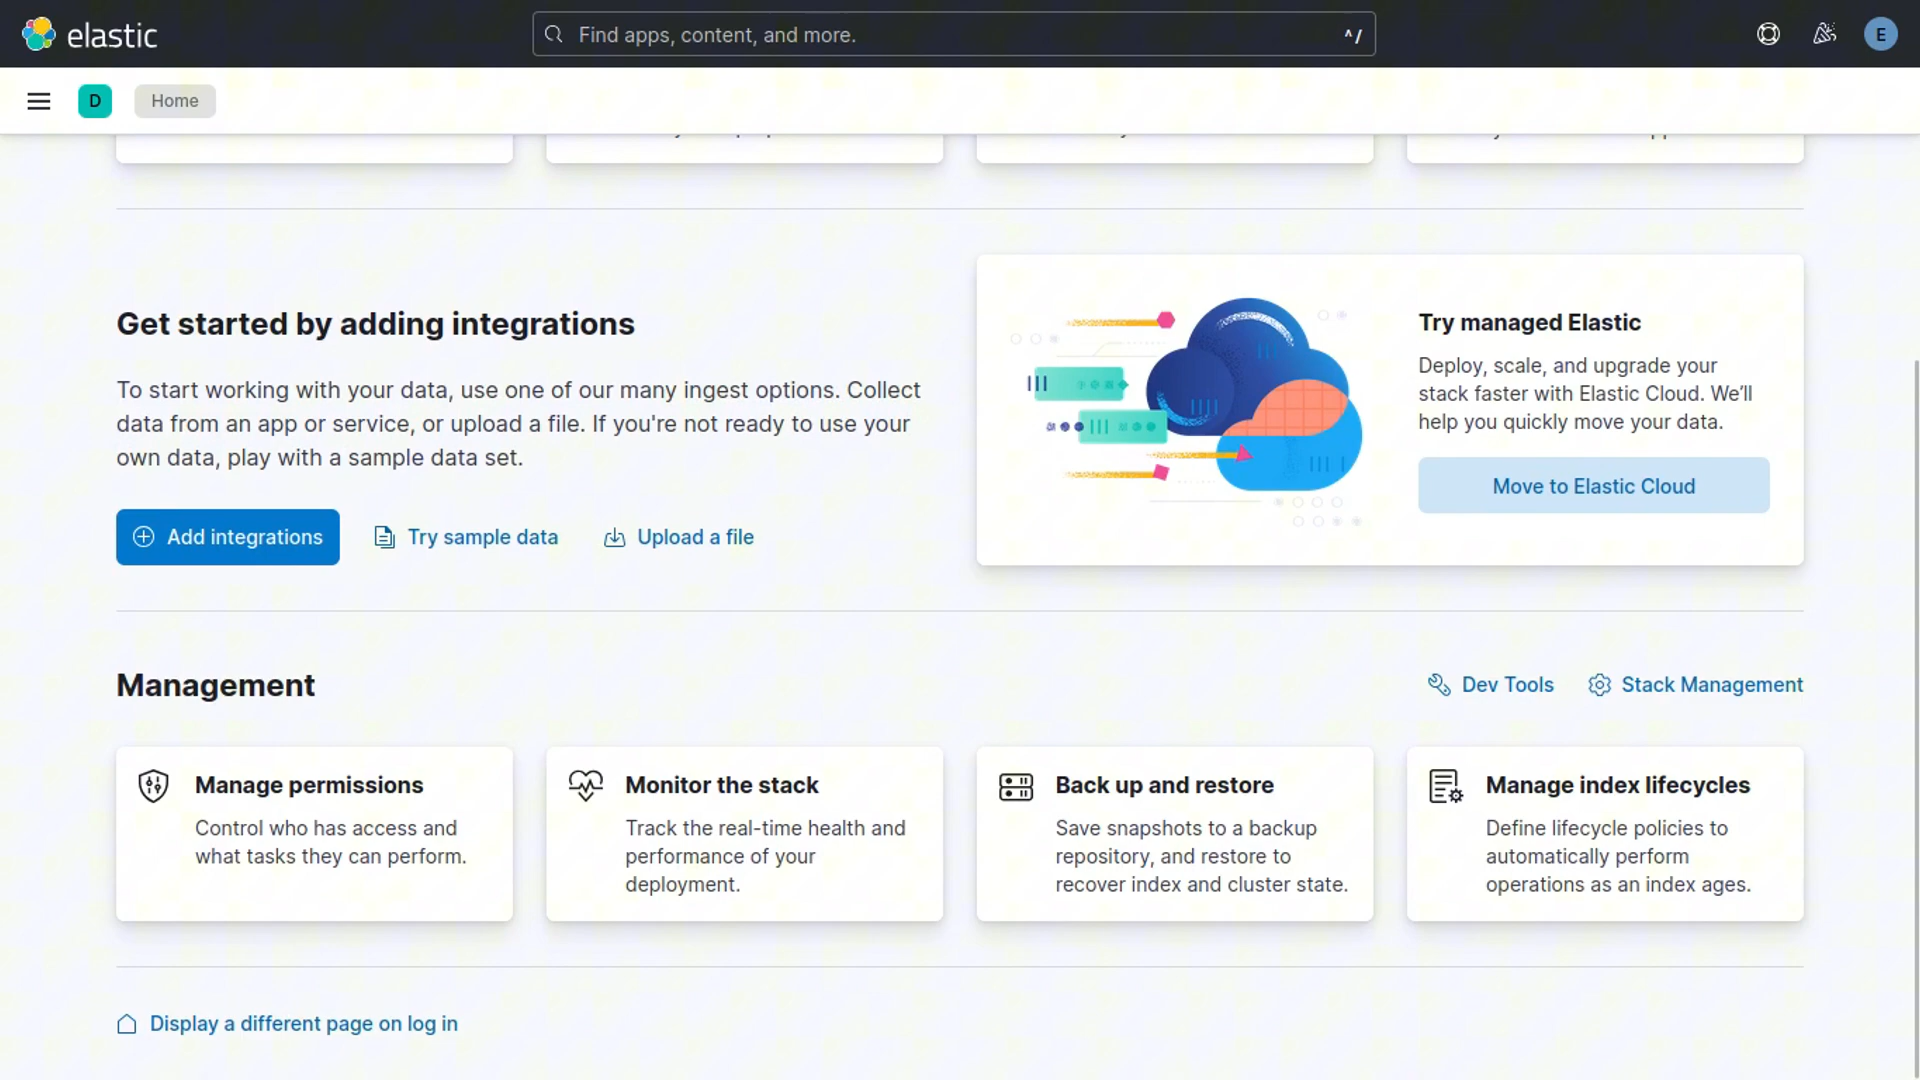 elastic
Find apps, content, and more.
^/
E
D
Home
Get started by adding integrations
To start working with your data, use one of our many ingest options. Collect
data from an app or service, or upload a file. If you're not ready to use your
own data, play with a sample data set.
Add integrations
Try sample data
Upload a file
Try managed Elastic
Deploy, scale, and upgrade your
stack faster with Elastic Cloud. We’ll
help you quickly move your data.
Move to Elastic Cloud
Management
Dev Tools
Stack Management
Manage permissions
Control who has access and
what tasks they can perform.
Monitor the stack
Track the real-time health and
performance of your
deployment.
Back up and restore
Save snapshots to a backup
repository, and restore to
recover index and cluster state.
Manage index lifecycles
Define lifecycle policies to
automatically perform
operations as an index ages.
Display a different page on log in